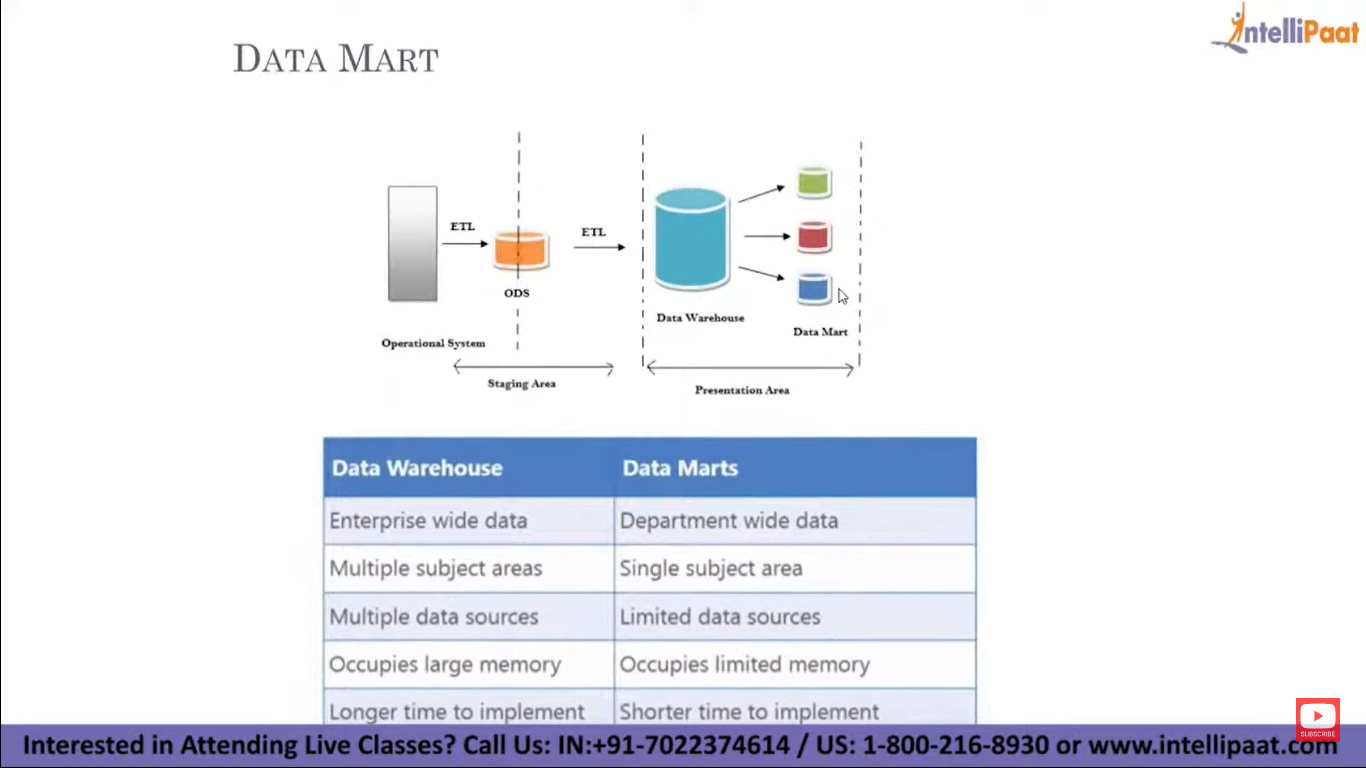 IntelliPaat
DATA MART
ETL
ETL
ODS
Data Warehouse
Data Mart
Operational System
Staging Area
Presentation Area
Data Warehouse Data Marts
Enterprise wide data Department wide data
Multiple subject areas Single subject area
Multiple data sources Limited data sources
Occupies large memory Occupies limited memory
Longer time to implement Shorter time to implement
SUBSCRIBE
Interested in Attending Live Classes? Call Us: IN:+91-7022374614 / US: 1-800-216-8930 or www.intellipaat.com